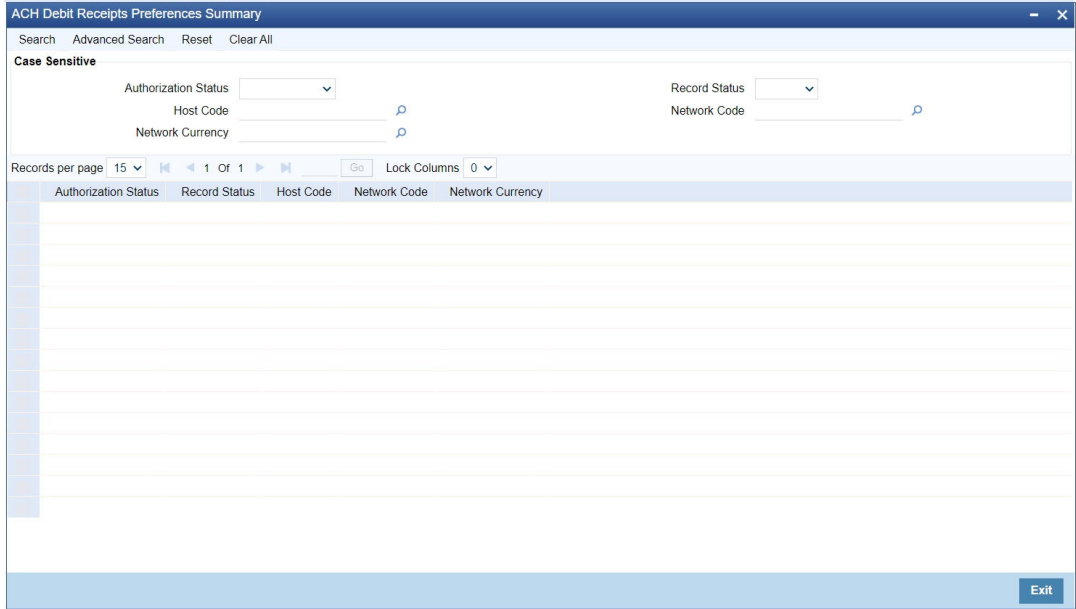 ACH Debit Receipts Preferences Summary
Search Advanced Search Reset Clear All
Case Sensitive
Authorization Status Record Status
Host Code Network Code
Network Currency
Records per page 15 1 Of 1 Go Lock Columns 0
Authorization Status Record Status Host Code Network Code Network Currency
Exit